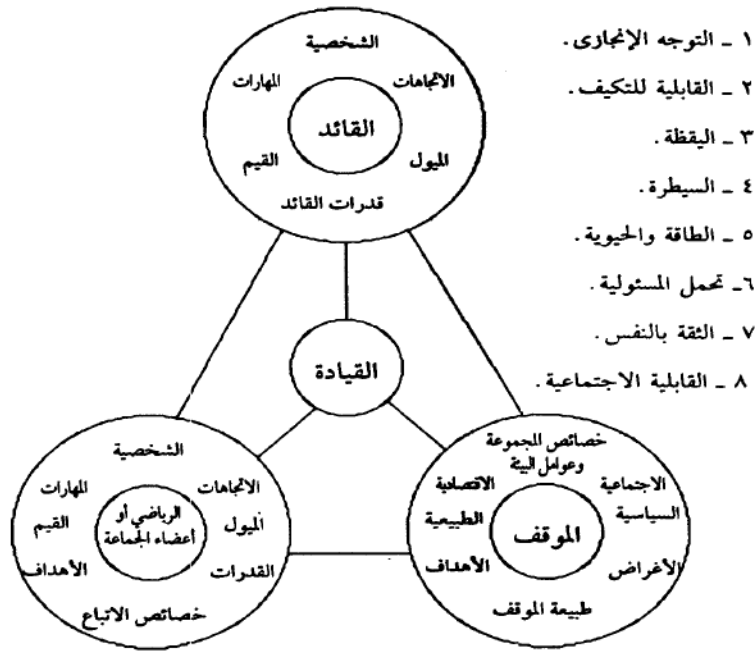 ١ ـ التوجه الإنجازى.
٢ ـ القابلية للتكيف.
٣ ـ اليقظة.
٤ ـ السيطرة.
٥ ـ الطاقة والحيوية.
٦ـ تحمل المسئولية.
٧ ـ الثقة بالنفس.
٨ ـ القابلية الاجتماعية.
الشخصية
الاتجاهات
المهارات
القائد
الميول
القيم
قدرات القائد
القيادة
خصائص المجموعة
وعوامل البيئة
الاجتماعية
الاقتصادية
السياسية
الطبيعية
الموقف
الأغراض
الأهداف
طبيعة الموقف
الشخصية
الاتجاهات
المهارات
الرياضي أو
أعضاء الجماعة
الميول
القيم
القدرات
الأهداف
خصائص الاتباع